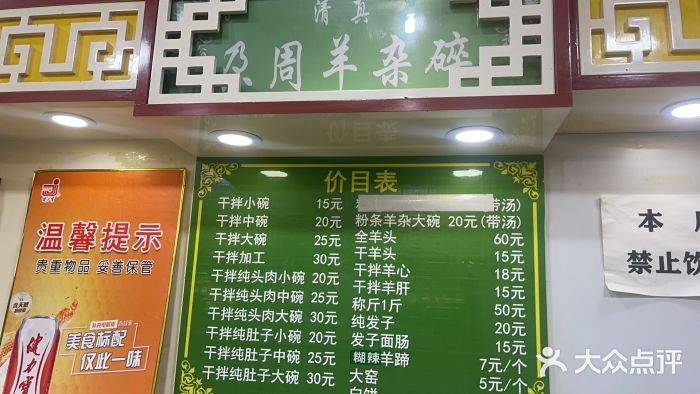 清真
周羊杂碎
价目表
干拌小碗 15元
干拌中碗 20元
干拌大碗 25元
干拌加工 30元
干拌纯头肉小碗 20元
干拌纯头肉中碗 25元
干拌纯头肉大碗 30元
干拌纯肚子小碗 20元
干拌纯肚子中碗 25元
干拌纯肚子大碗 30元
带汤)
粉条羊杂大碗 20元(带汤)
全羊头 60元
干羊头 15元
干拌羊心 18元
干拌羊肝 15元
称斤1斤 50元
纯发子 20元
发子面肠 15元
糊辣羊蹄 7元/个
大窑 5元/个
白饼
温馨提示
贵重物品 妥善保管
美食标配
仅此一味
本
禁止饮
大众点评